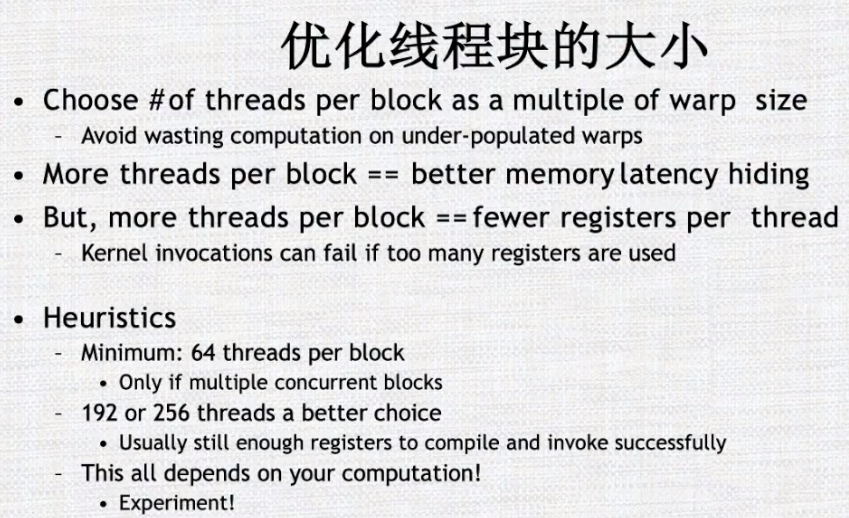 优化线程块的大小
• Choose # of threads per block as a multiple of warp size
– Avoid wasting computation on under-populated warps
• More threads per block == better memory latency hiding
• But, more threads per block == fewer registers per thread
– Kernel invocations can fail if too many registers are used
• Heuristics
– Minimum: 64 threads per block
• Only if multiple concurrent blocks
– 192 or 256 threads a better choice
• Usually still enough registers to compile and invoke successfully
– This all depends on your computation!
• Experiment!